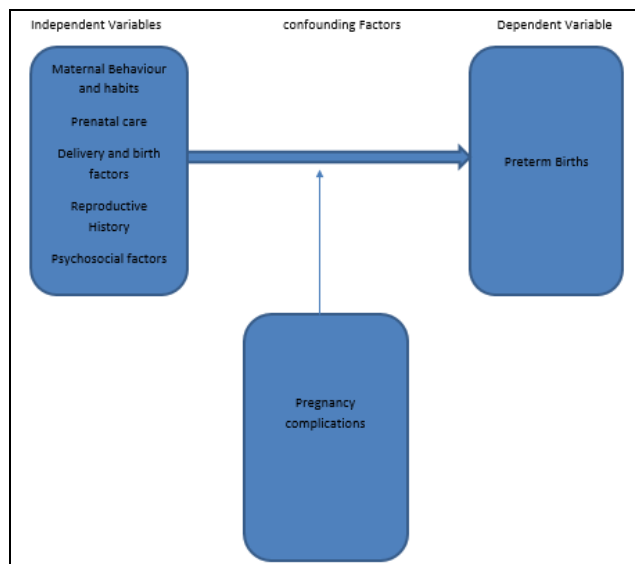 Independent Variables
confounding Factors
Dependent Variable
Maternal Behaviour
and habits
Prenatal care
Delivery and birth
factors
Reproductive
History
Psychosocial factors
Preterm Births
Pregnancy
complications